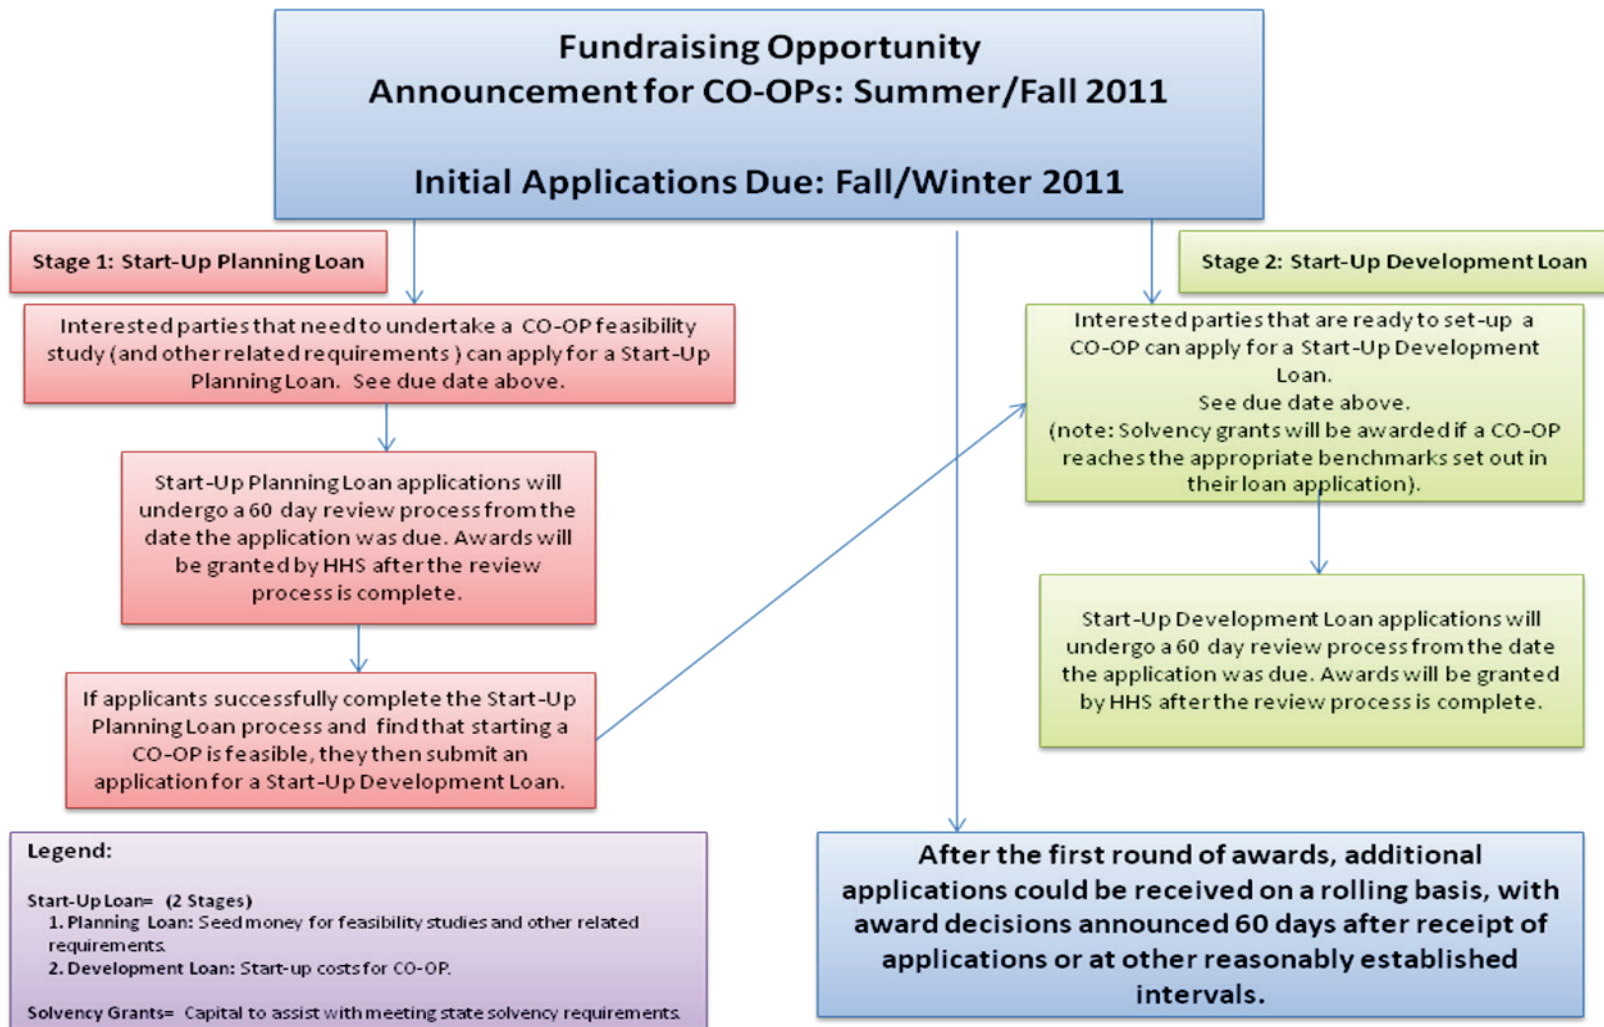 Fundraising Opportunity
Announcement for CO-OPs: Summer/Fall 2011
Initial Applications Due: Fall/Winter 2011
Stage 1: Start-Up Planning Loan
Interested parties that need to undertake a CO-OP feasibility
study (and other related requirements ) can apply for a Start-Up
Planning Loan. See due date above.
Start-Up Planning Loan applications will
undergo a 60 day review process from the
date the application was due. Awards will
be granted by HHS after the review
process is complete.
If applicants successfully complete the Start-Up
Planning Loan process and find that starting a
CO-OP is feasible, they then submit an
application for a Start-Up Development Loan.
Stage 2: Start-Up Development Loan
Interested parties that are ready to set-up a
CO-OP can apply for a Start-Up Development
Loan.
See due date above.
(note: Solvency grants will be awarded if a CO-OP
reaches the appropriate benchmarks set out in
their loan application).
Start-Up Development Loan applications will
undergo a 60 day review process from the date
the application was due. Awards will be granted
by HHS after the review process is complete.
Legend:
Start-Up Loan= (2 Stages)
1. Planning Loan: Seed money for feasibility studies and other related
requirements.
2. Development Loan: Start-up costs for CO-OP.
Solvency Grants= Capital to assist with meeting state solvency requirements.
After the first round of awards, additional
applications could be received on a rolling basis, with
award decisions announced 60 days after receipt of
applications or at other reasonably established
intervals.